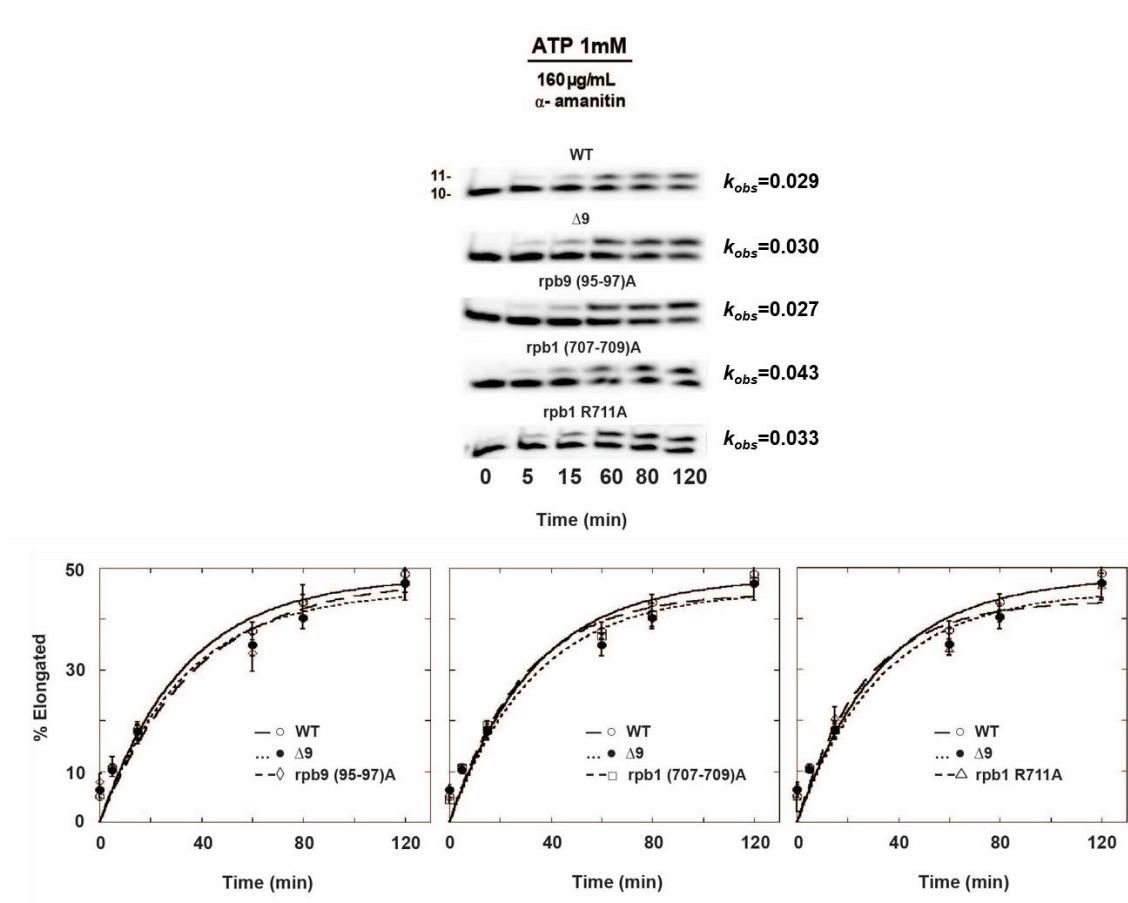 ATP 1mM
160 µg/mL
α- amanitin
WT
11-
10-
kobs=0.029
Δ9
kobs=0.030
rpb9 (95-97)A
kobs=0.027
rpb1 (707-709)A
kobs=0.043
rpb1 R711A
kobs=0.033
0 5 15 60 80 120
Time (min)
% Elongated
50
30
10
0
WT
Δ9
rpb9 (95-97)A
0 40 80 120
Time (min)
WT
Δ9
rpb1 (707-709)A
0 40 80 120
Time (min)
WT
Δ9
rpb1 R711A
0 40 80 120
Time (min)